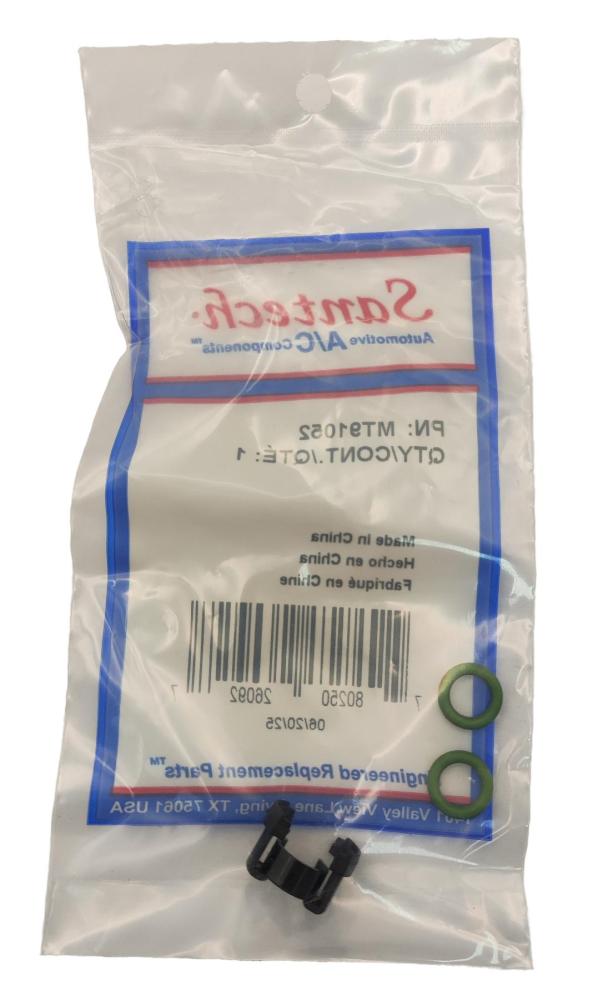 Santech
Automotive A/C Components™
PN: MT91052
QTY/CONT./QTÉ: 1
Made in China
Hecho en China
Fabriqué en Chine
7 80250 26092 7
06/20/25
ngineered Replacement Parts™
Valley View Lane, TX 75061 USA